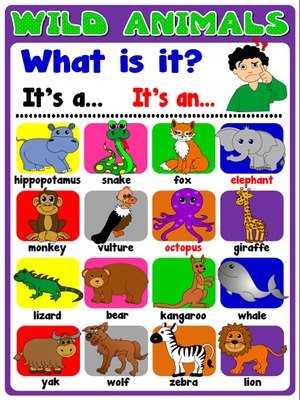 WILD ANIMALS
??
What is it?
It's a... It's an...
hippopotamus snake fox elephant
monkey vulture octopus giraffe
lizard bear kangaroo whale
yak wolf zebra lion